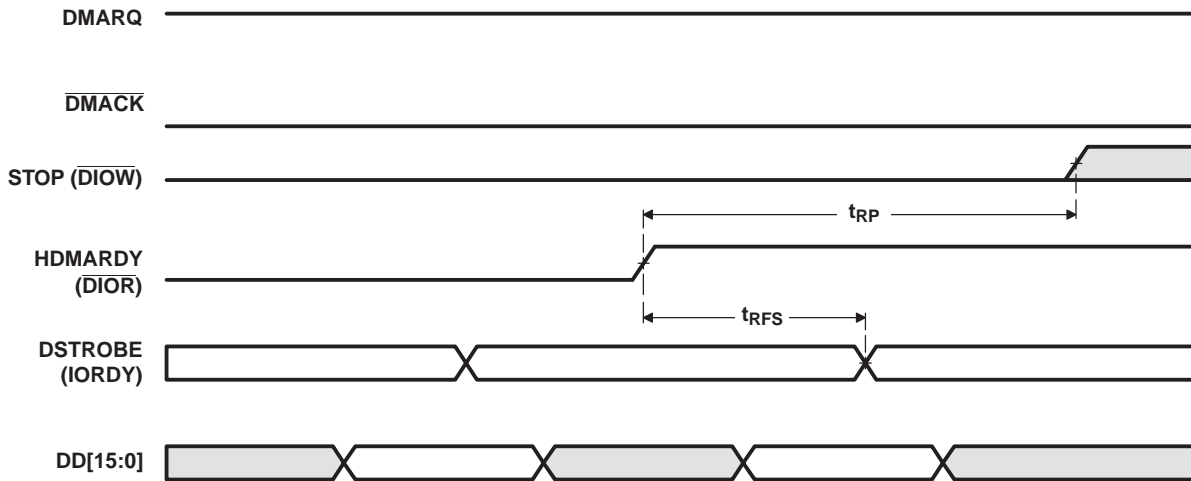 DMARQ
DMACK
STOP (DIOW)
tRP
HDMARDY
(DIOR)
tRFS
DSTROBE
(IORDY)
DD[15:0]